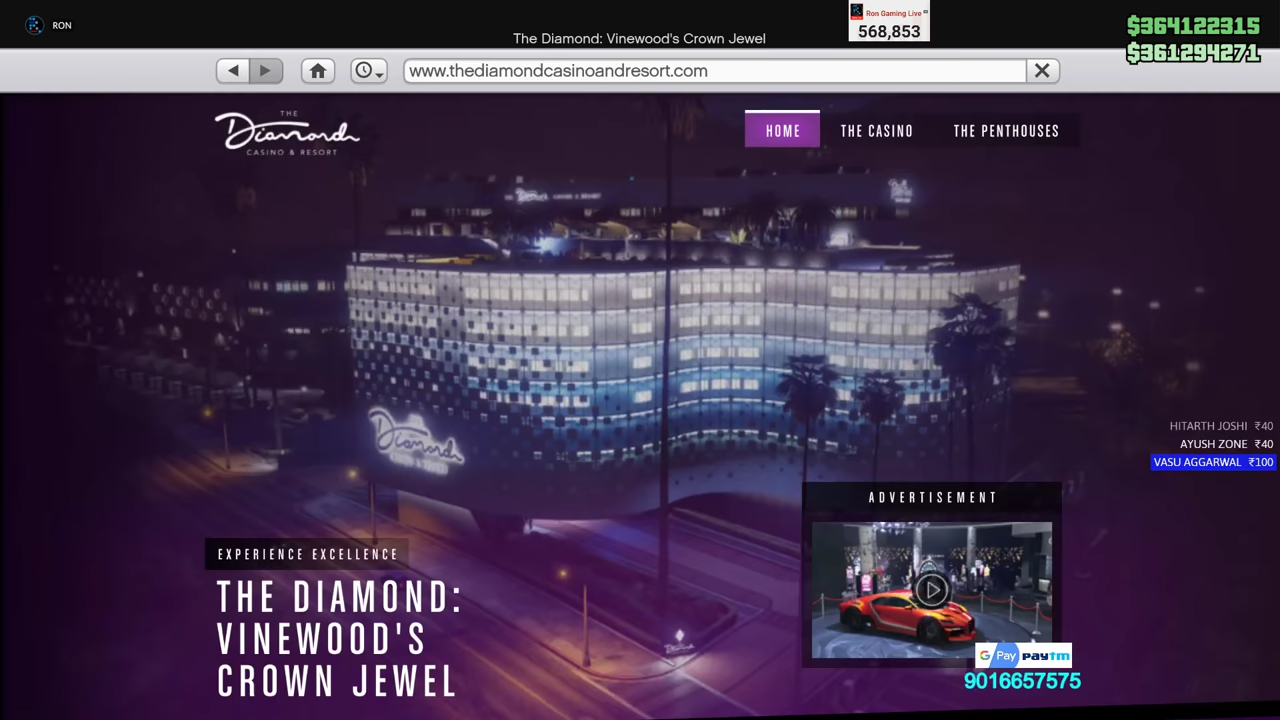 RON
The Diamond: Vinewood's Crown Jewel
Ron Gaming Live
568,853
$364122315
$361294271
www.thediamondcasinoandresort.com
THE
Diamond
CASINO & RESORT
HOME
THE CASINO
THE PENTHOUSES
Diamond
HITARTH JOSHI ₹40
AYUSH ZONE ₹40
VASU AGGARWAL ₹100
ADVERTISEMENT
EXPERIENCE EXCELLENCE
THE DIAMOND:
VINEWOOD'S
CROWN JEWEL
G Pay paytm
9016657575